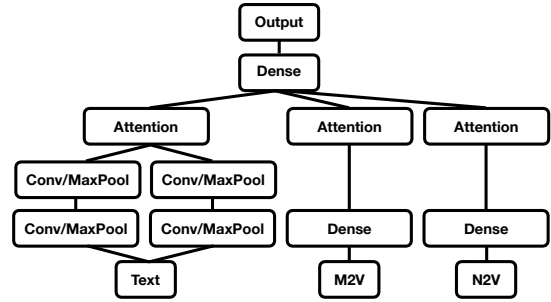 Output
Dense
Attention Attention Attention
Conv/MaxPool Conv/MaxPool
Conv/MaxPool Conv/MaxPool Dense Dense
Text M2V N2V